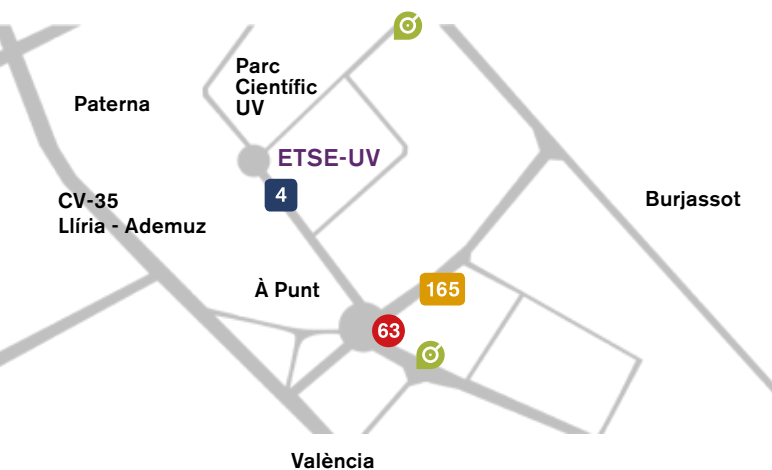 Parc
Científic
UV
Paterna
ETSE-UV
4
CV-35
Llíria - Ademuz
Burjassot
À Punt
165
63
València